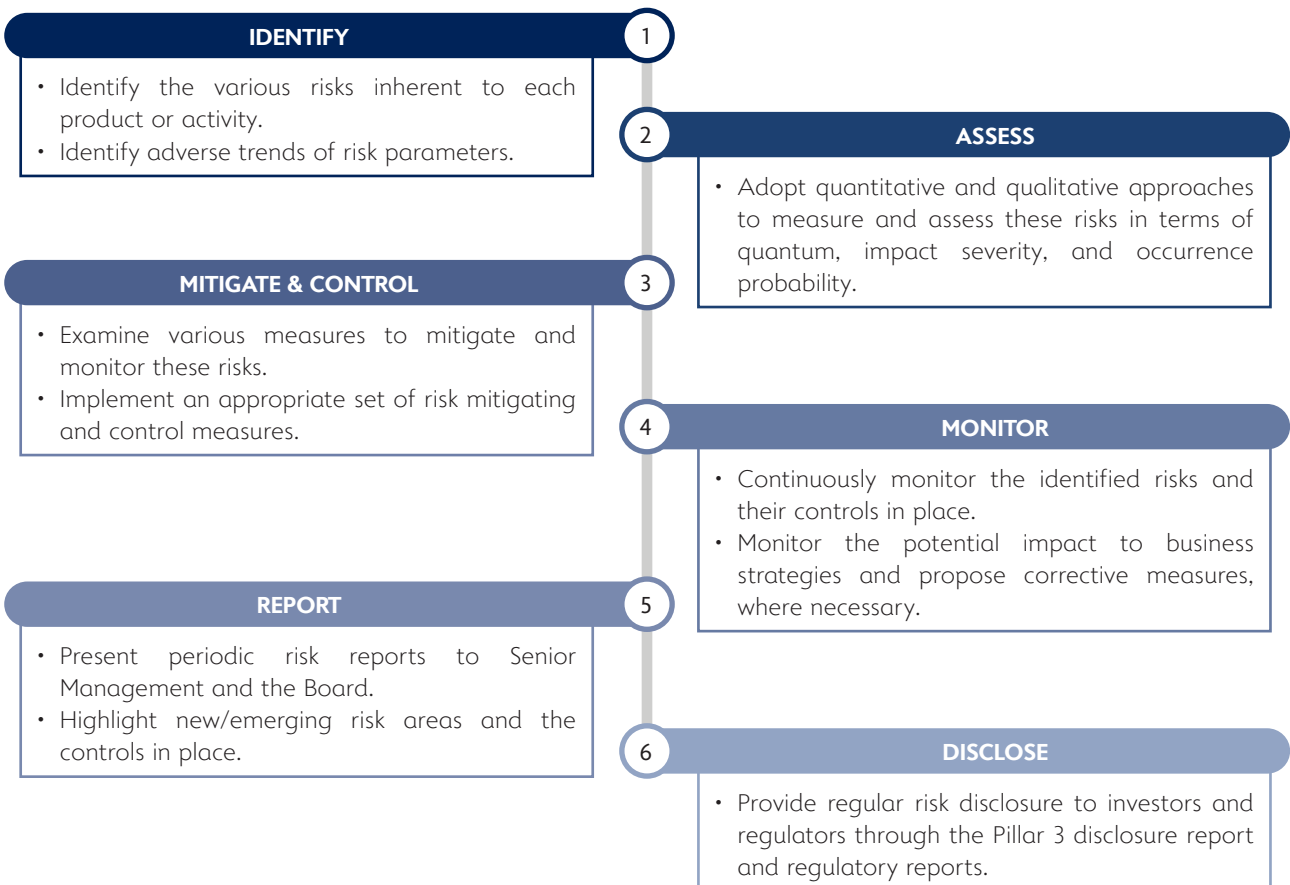 IDENTIFY
1
• Identify the various risks inherent to each
product or activity.
• Identify adverse trends of risk parameters.
2
ASSESS
• Adopt quantitative and qualitative approaches
to measure and assess these risks in terms of
quantum, impact severity, and occurrence
probability.
MITIGATE & CONTROL
3
• Examine various measures to mitigate and
monitor these risks.
• Implement an appropriate set of risk mitigating
and control measures.
4
MONITOR
• Continuously monitor the identified risks and
their controls in place.
• Monitor the potential impact to business
strategies and propose corrective measures,
where necessary.
REPORT
5
• Present periodic risk reports to Senior
Management and the Board.
• Highlight new/emerging risk areas and the
controls in place.
6
DISCLOSE
• Provide regular risk disclosure to investors and
regulators through the Pillar 3 disclosure report
and regulatory reports.